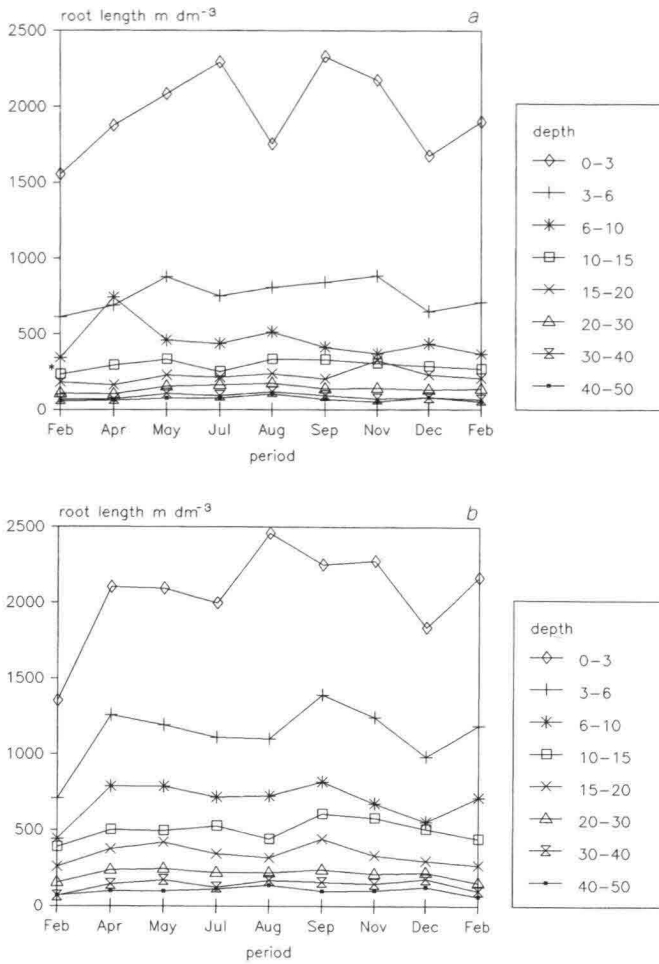 root length m dm⁻³
a
2500
2000
1500
1000
500
0
*
Feb Apr May Jul Aug Sep Nov Dec Feb
period
depth
0-3
3-6
6-10
10-15
15-20
20-30
30-40
40-50
root length m dm⁻³
b
2500
2000
1500
1000
500
0
Feb Apr May Jul Aug Sep Nov Dec Feb
period
depth
0-3
3-6
6-10
10-15
15-20
20-30
30-40
40-50